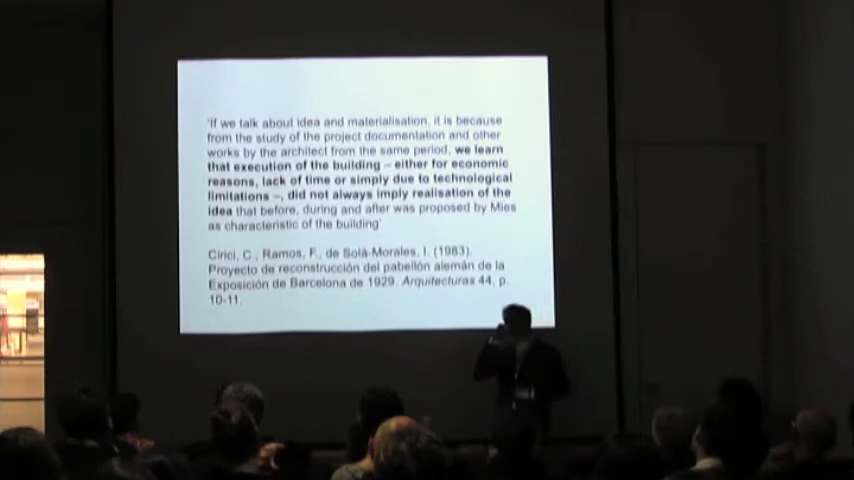 'If we talk about idea and materialisation, it is because
from the study of the project documentation and other
works by the architect from the same period, we learn
that execution of the building – either for economic
reasons, lack of time or simply due to technological
limitations –, did not always imply realisation of the
idea that before, during and after was proposed by Mies
as characteristic of the building'
Cirici, C., Ramos, F., de Solà-Morales, I. (1983).
Proyecto de reconstrucción del pabellón alemán de la
Exposición de Barcelona de 1929. Arquitecturas 44, p.
10-11.